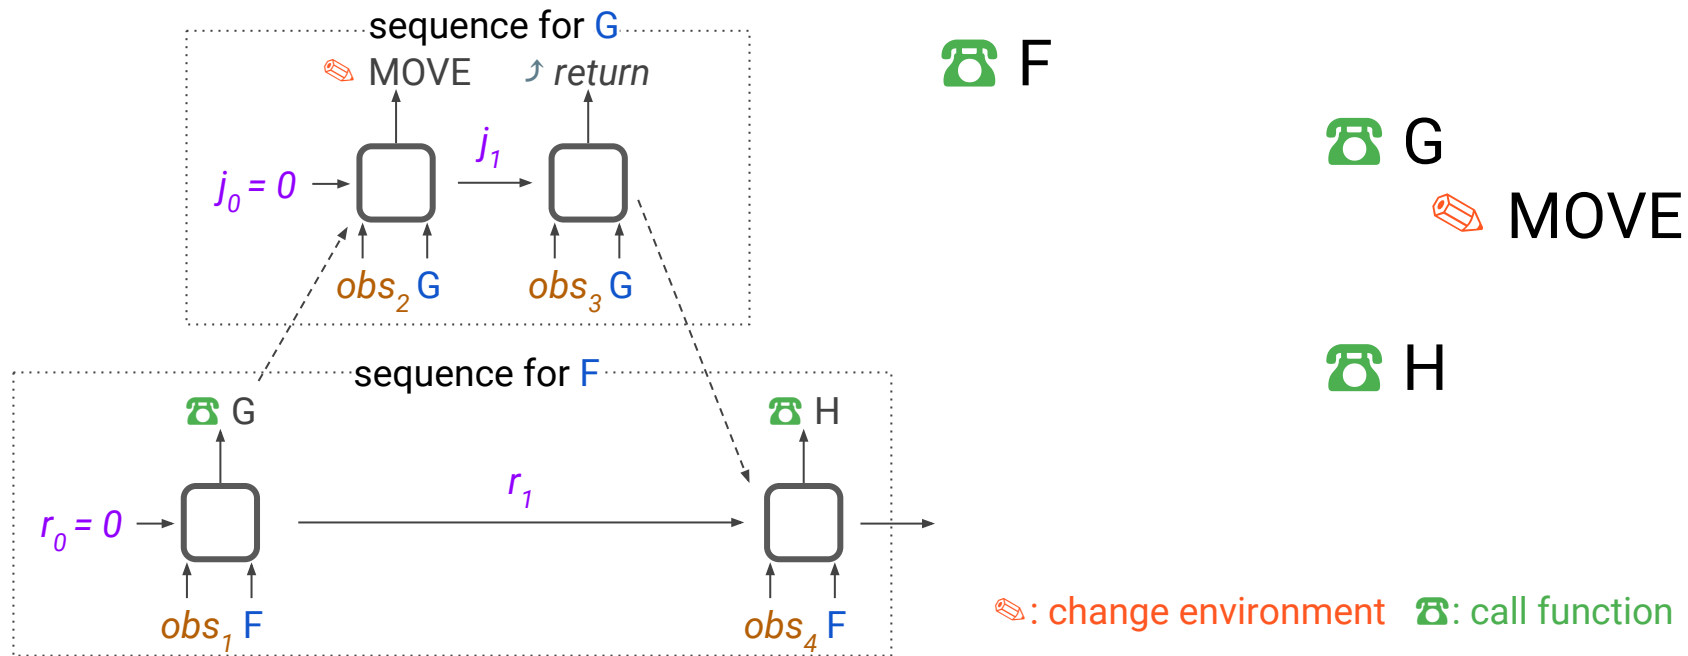 sequence for G
MOVE
return
j0 = 0
j1
obs2 G
obs3 G
sequence for F
G
H
r0 = 0
r1
obs1 F
obs4 F
F
G
MOVE
H
: change environment
: call function